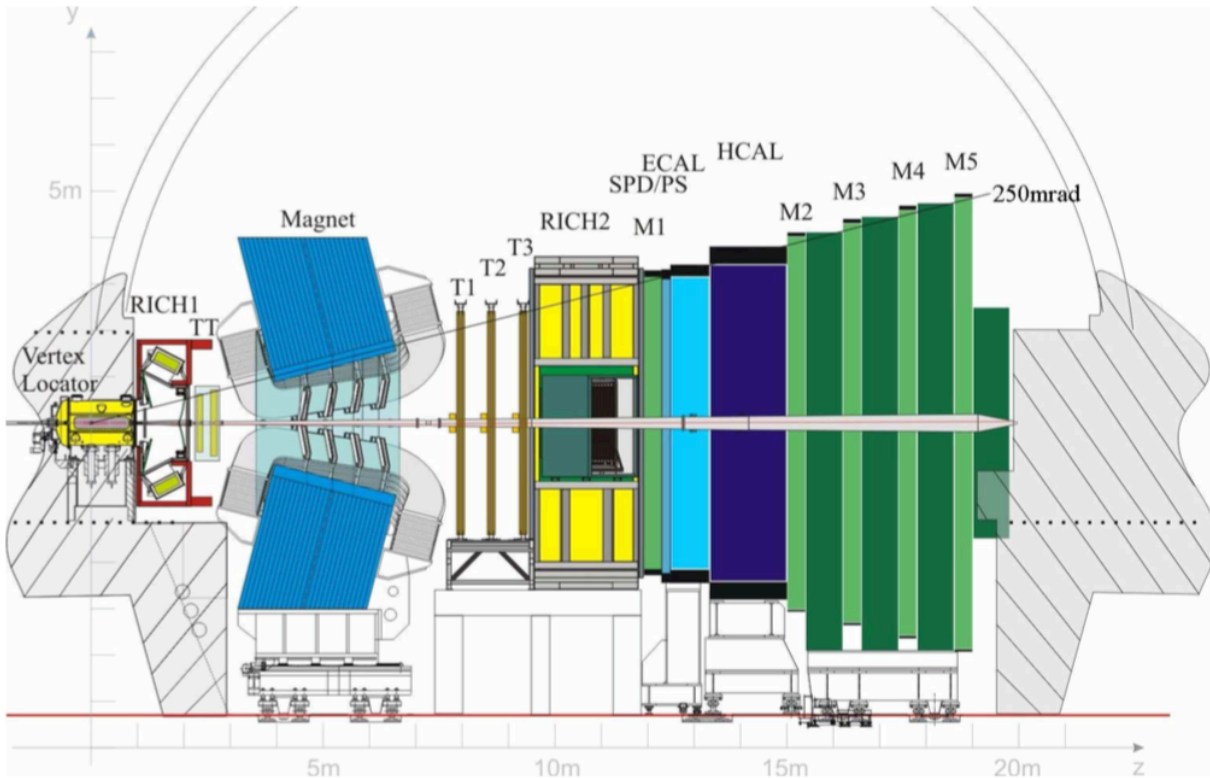 y
5m
Magnet
RICH1
TT
Vertex
Locator
T1
T2
T3
RICH2
M1
SPD/PS
ECAL
HCAL
M2
M3
M4
M5
250mrad
5m
10m
15m
20m
z